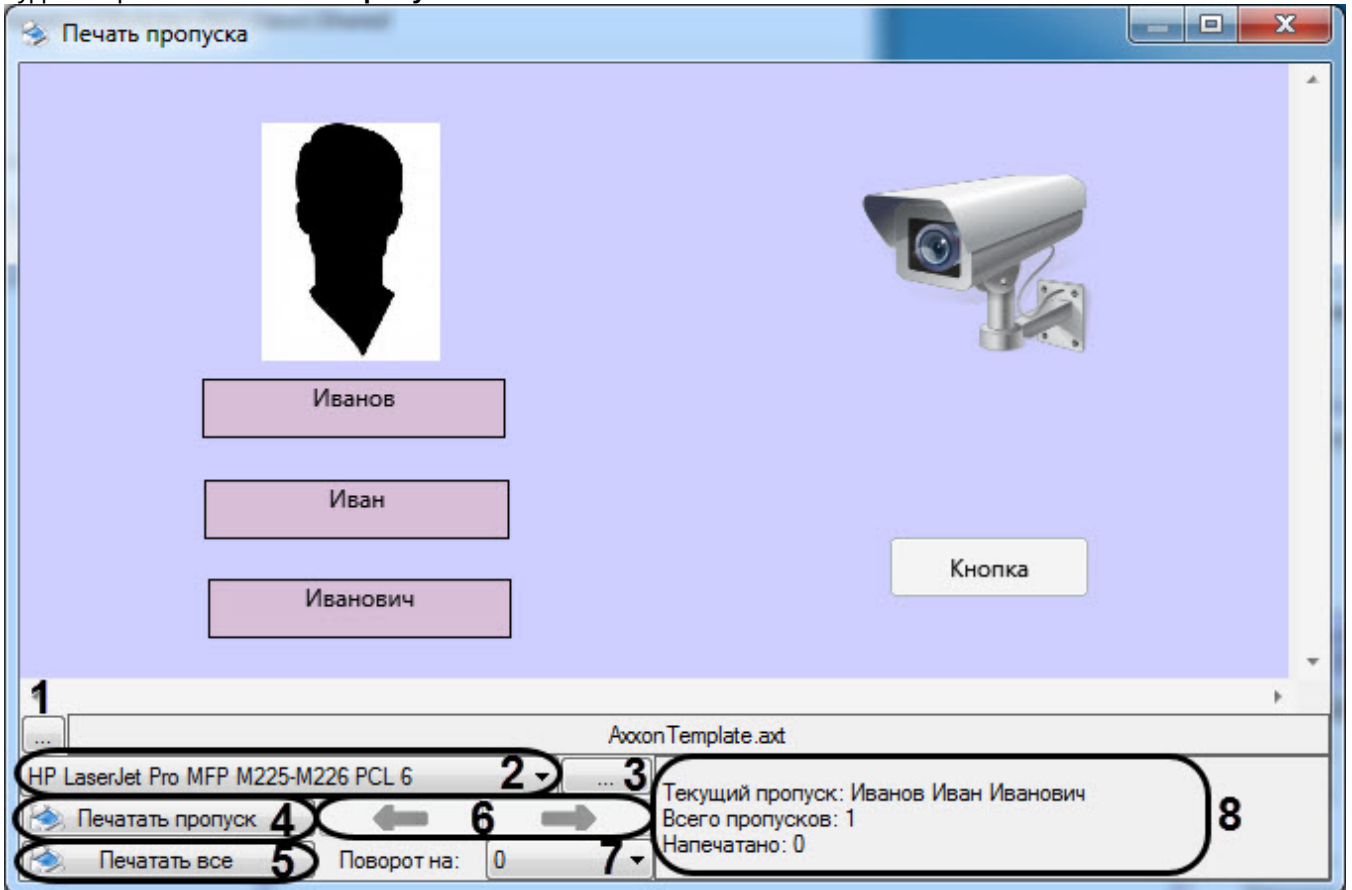 Печать пропуска
Иванов
Иван
Иванович
Кнопка
1
... AxxonTemplate.axt
HP LaserJet Pro MFP M225-M226 PCL 6 2 ... 3
Печатать пропуск 4 6
Печатать все 5 Поворот на: 0 7
Текущий пропуск: Иванов Иван Иванович
Всего пропусков: 1
Напечатано: 0
8